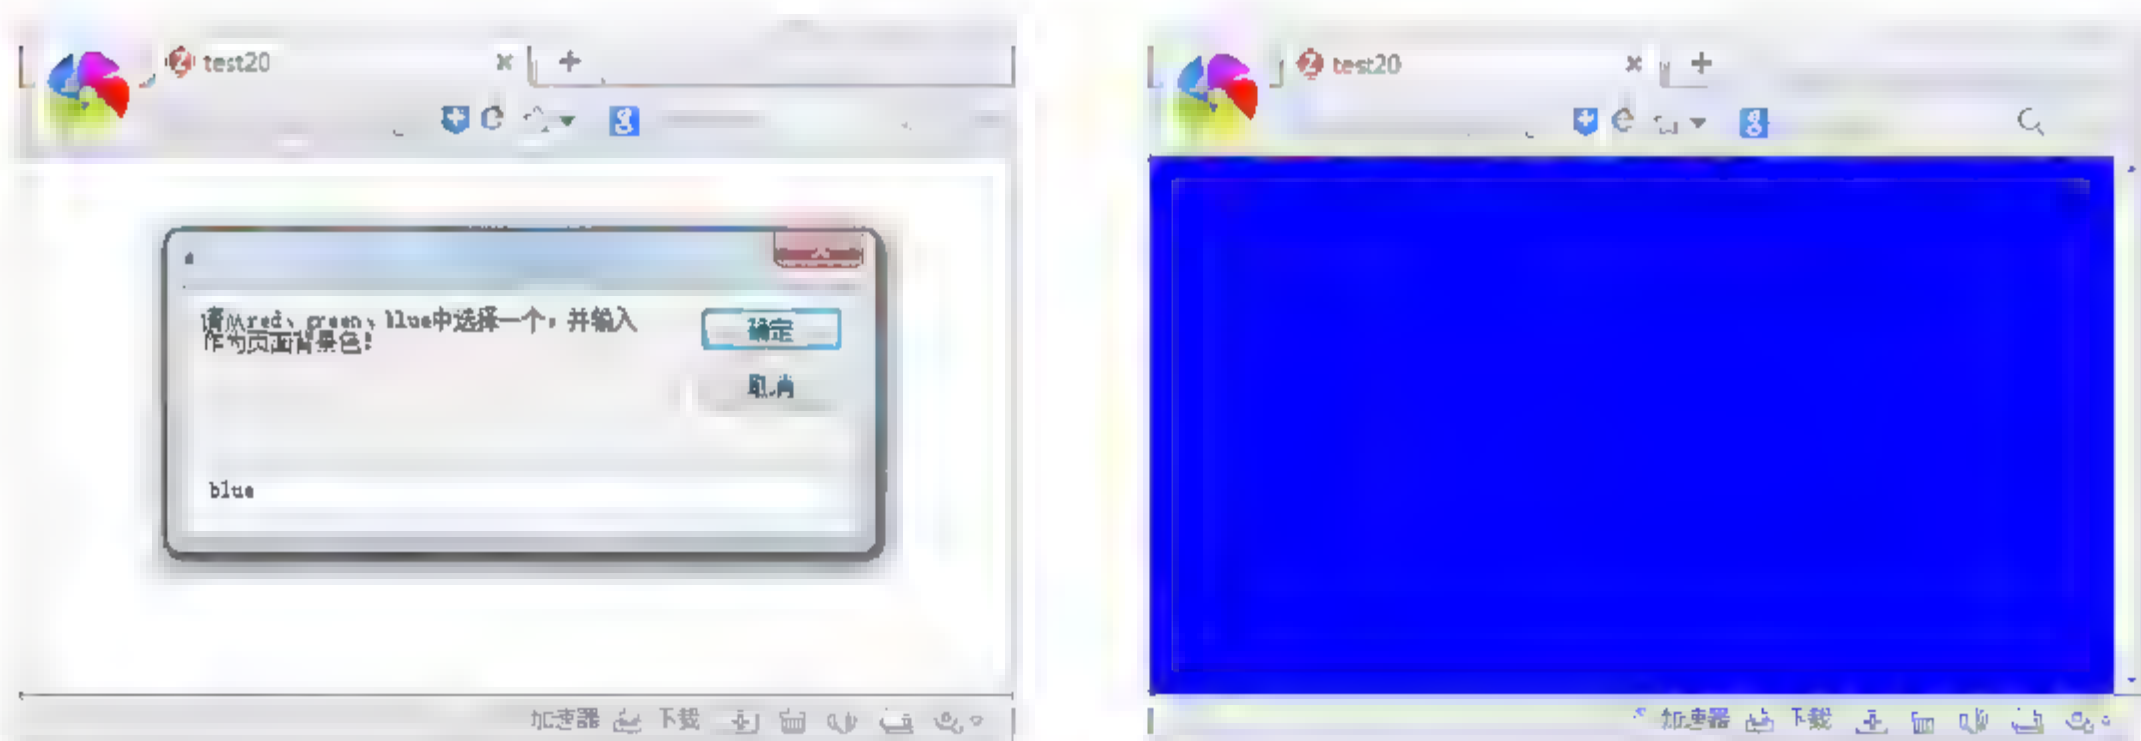 test20
请从red、green、blue中选择一个，并输入
作为页面背景色！
确定
取消
blue
加速器 下载
test20
加速器 下载